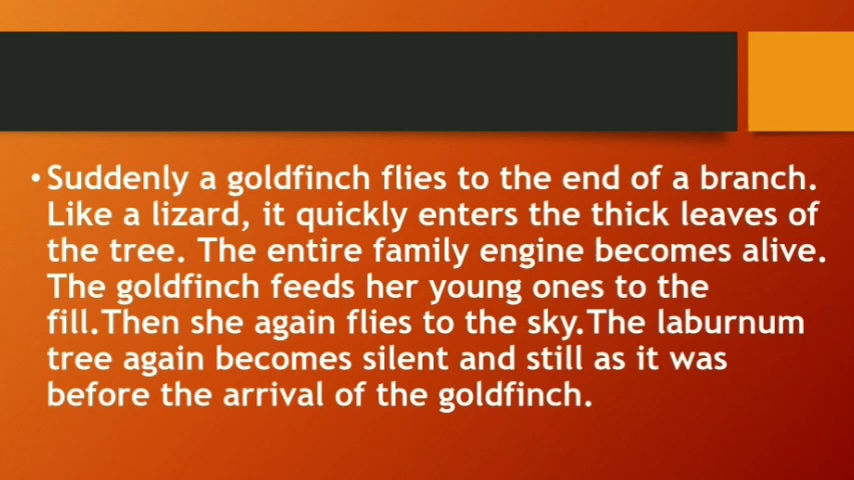 • Suddenly a goldfinch flies to the end of a branch.
Like a lizard, it quickly enters the thick leaves of
the tree. The entire family engine becomes alive.
The goldfinch feeds her young ones to the
fill.Then she again flies to the sky.The laburnum
tree again becomes silent and still as it was
before the arrival of the goldfinch.